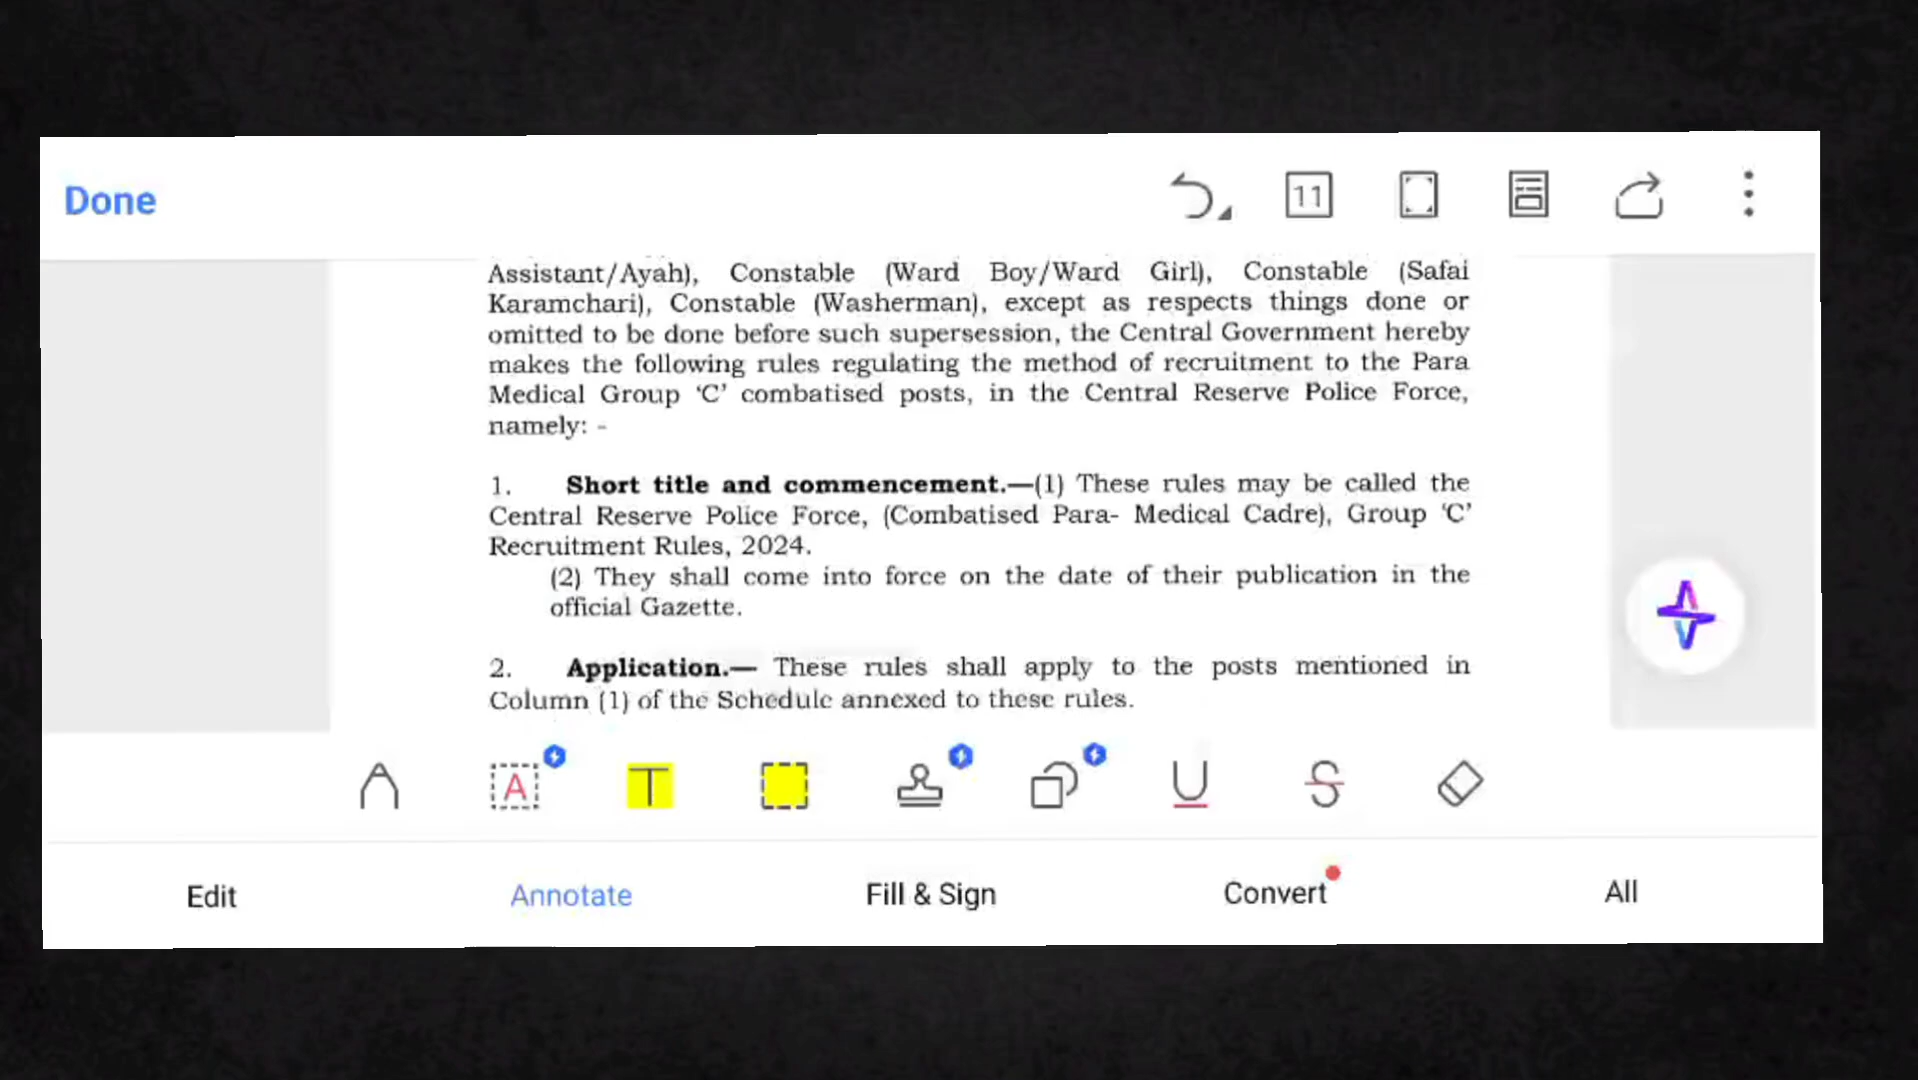 Done
11
Assistant/Ayah), Constable (Ward Boy/Ward Girl), Constable (Safai
Karamchari), Constable (Washerman), except as respects things done or
omitted to be done before such supersession, the Central Government hereby
makes the following rules regulating the method of recruitment to the Para
Medical Group ‘C’ combatised posts, in the Central Reserve Police Force,
namely: -
1. Short title and commencement.—(1) These rules may be called the
Central Reserve Police Force, (Combatised Para- Medical Cadre), Group ‘C’
Recruitment Rules, 2024.
(2) They shall come into force on the date of their publication in the
official Gazette.
2. Application.— These rules shall apply to the posts mentioned in
Column (1) of the Schedule annexed to these rules.
A T U S
Edit Annotate Fill & Sign Convert All